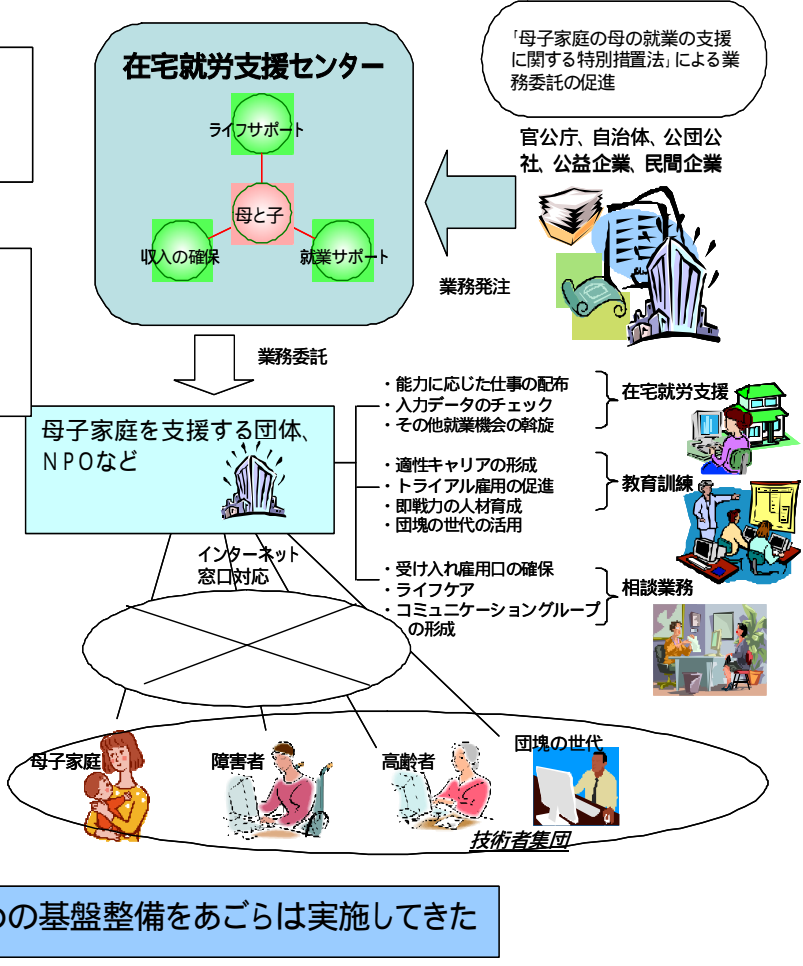 在宅就労支援センター
ライフサポート
母と子
収入の確保
就業サポート
「母子家庭の母の就業の支援
に関する特別措置法」による業
務委託の促進
官公庁、自治体、公団公
社、公益企業、民間企業
業務発注
業務委託
母子家庭を支援する団体、
NPOなど
・能力に応じた仕事の配布
・入力データのチェック
・その他就業機会の斡旋
在宅就労支援
・適性キャリアの形成
・トライアル雇用の促進
・即戦力の人材育成
・団塊の世代の活用
教育訓練
・受け入れ雇用口の確保
・ライフケア
・コミュニケーショングループ
の形成
相談業務
インターネット
窓口対応
母子家庭
障害者
高齢者
団塊の世代
技術者集団
の基盤整備をあごらは実施してきた